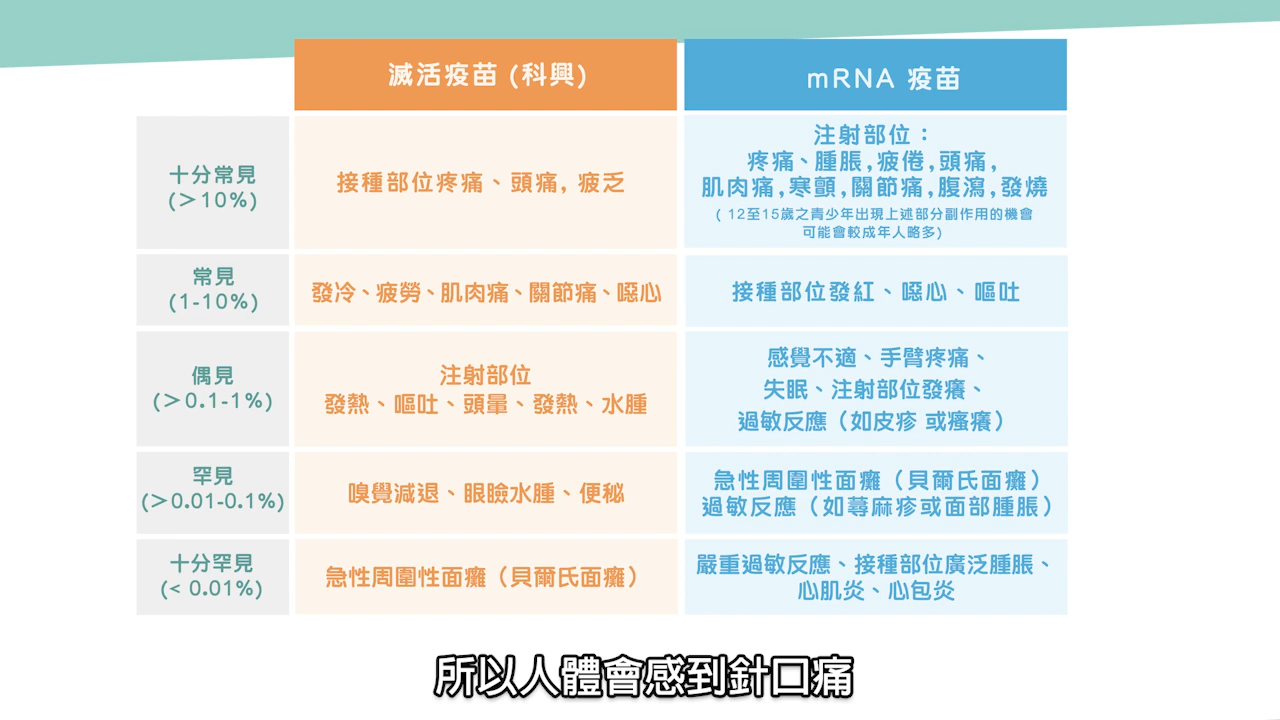 滅活疫苗 (科興)
mRNA 疫苗
十分常見
(>10%)
接種部位疼痛、頭痛, 疲乏
注射部位：
疼痛、腫脹,疲倦,頭痛,
肌肉痛,寒顫,關節痛,腹瀉,發燒
( 12至15歲之青少年出現上述部分副作用的機會
可能會較成年人略多)
常見
(1-10%)
發冷、疲勞、肌肉痛、關節痛、噁心
接種部位發紅、噁心、嘔吐
偶見
(>0.1-1%)
注射部位
發熱、嘔吐、頭暈、發熱、水腫
感覺不適、手臂疼痛、
失眠、注射部位發癢、
過敏反應（如皮疹 或瘙癢）
罕見
(>0.01-0.1%)
嗅覺減退、眼瞼水腫、便秘
急性周圍性面癱（貝爾氏面癱）
過敏反應（如蕁麻疹或面部腫脹）
十分罕見
(< 0.01%)
急性周圍性面癱（貝爾氏面癱）
嚴重過敏反應、接種部位廣泛腫脹、
心肌炎、心包炎
所以人體會感到針口痛